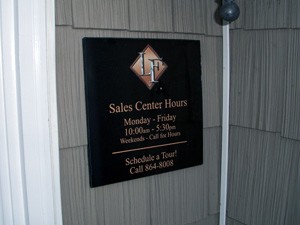 LF
Sales Center Hours
Monday - Friday
10:00am - 5:30pm
Weekends - Call for Hours
Schedule a Tour!
Call 864-8008